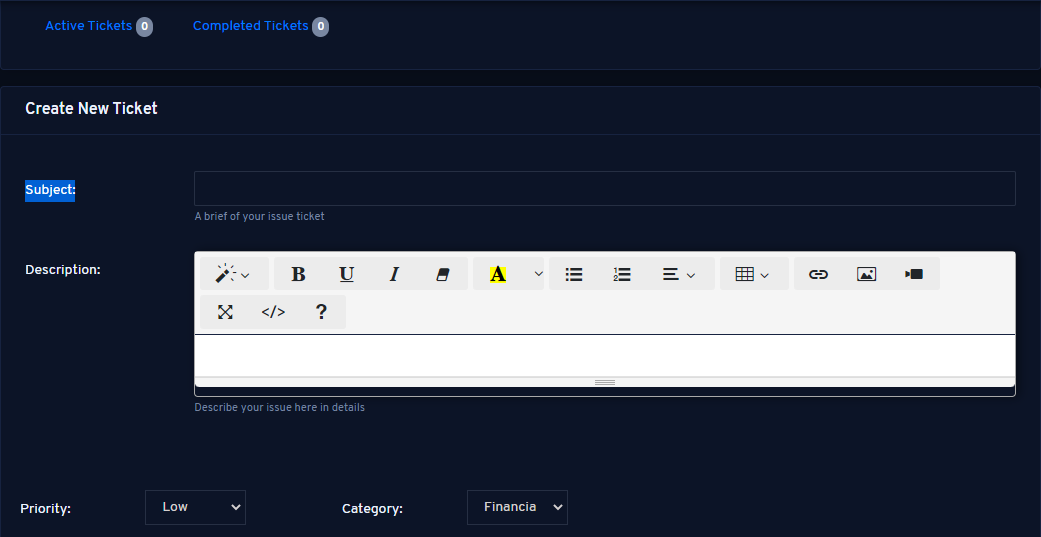 Active Tickets 0 Completed Tickets 0
Create New Ticket
Subject:
A brief of your issue ticket
Description:
B U I A
</> ?
Describe your issue here in details
Priority: Low Category: Financia